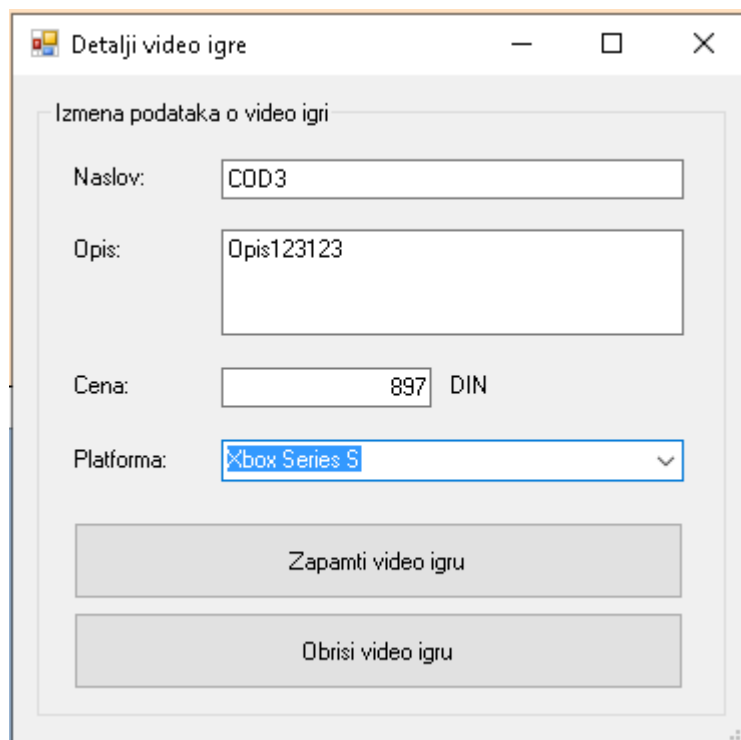 Detalji video igre
Izmena podataka o video igri
Naslov: COD3
Opis: Opis123123
Cena: 897 DIN
Platforma: Xbox Series S
Zapamti video igru
Obrisi video igru